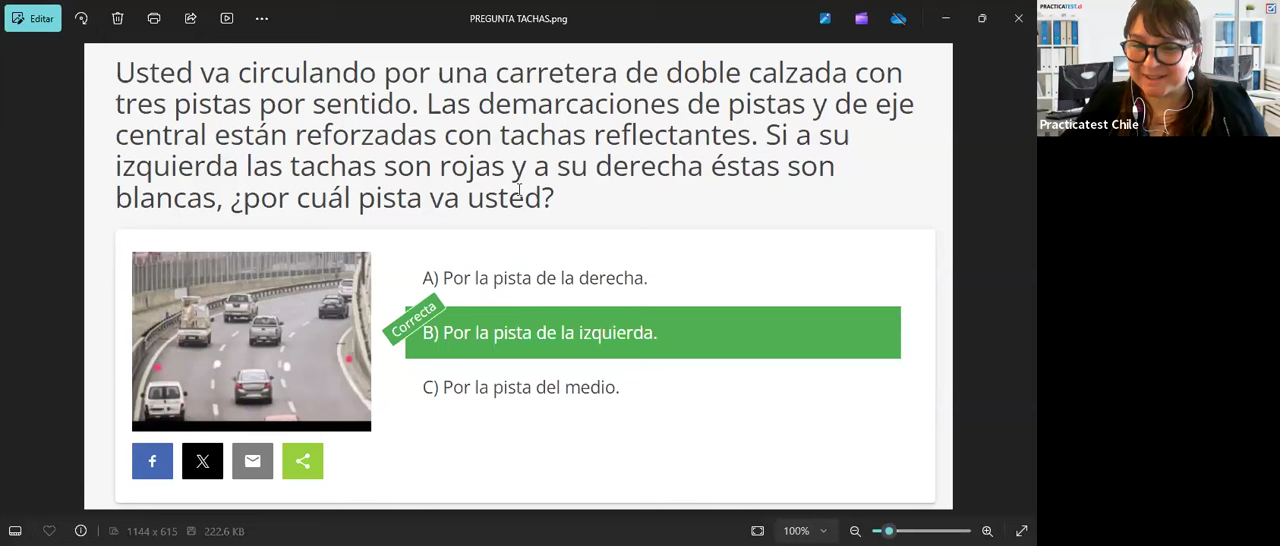 Editar
PREGUNTA TACHAS.png
PRACTICATEST.cl
Usted va circulando por una carretera de doble calzada con
tres pistas por sentido. Las demarcaciones de pistas y de eje
central están reforzadas con tachas reflectantes. Si a su
izquierda las tachas son rojas y a su derecha éstas son
blancas, ¿por cuál pista va usted?
Practicatest Chile
A) Por la pista de la derecha.
Correcta
B) Por la pista de la izquierda.
C) Por la pista del medio.
1144 x 615
222.6 KB
100%